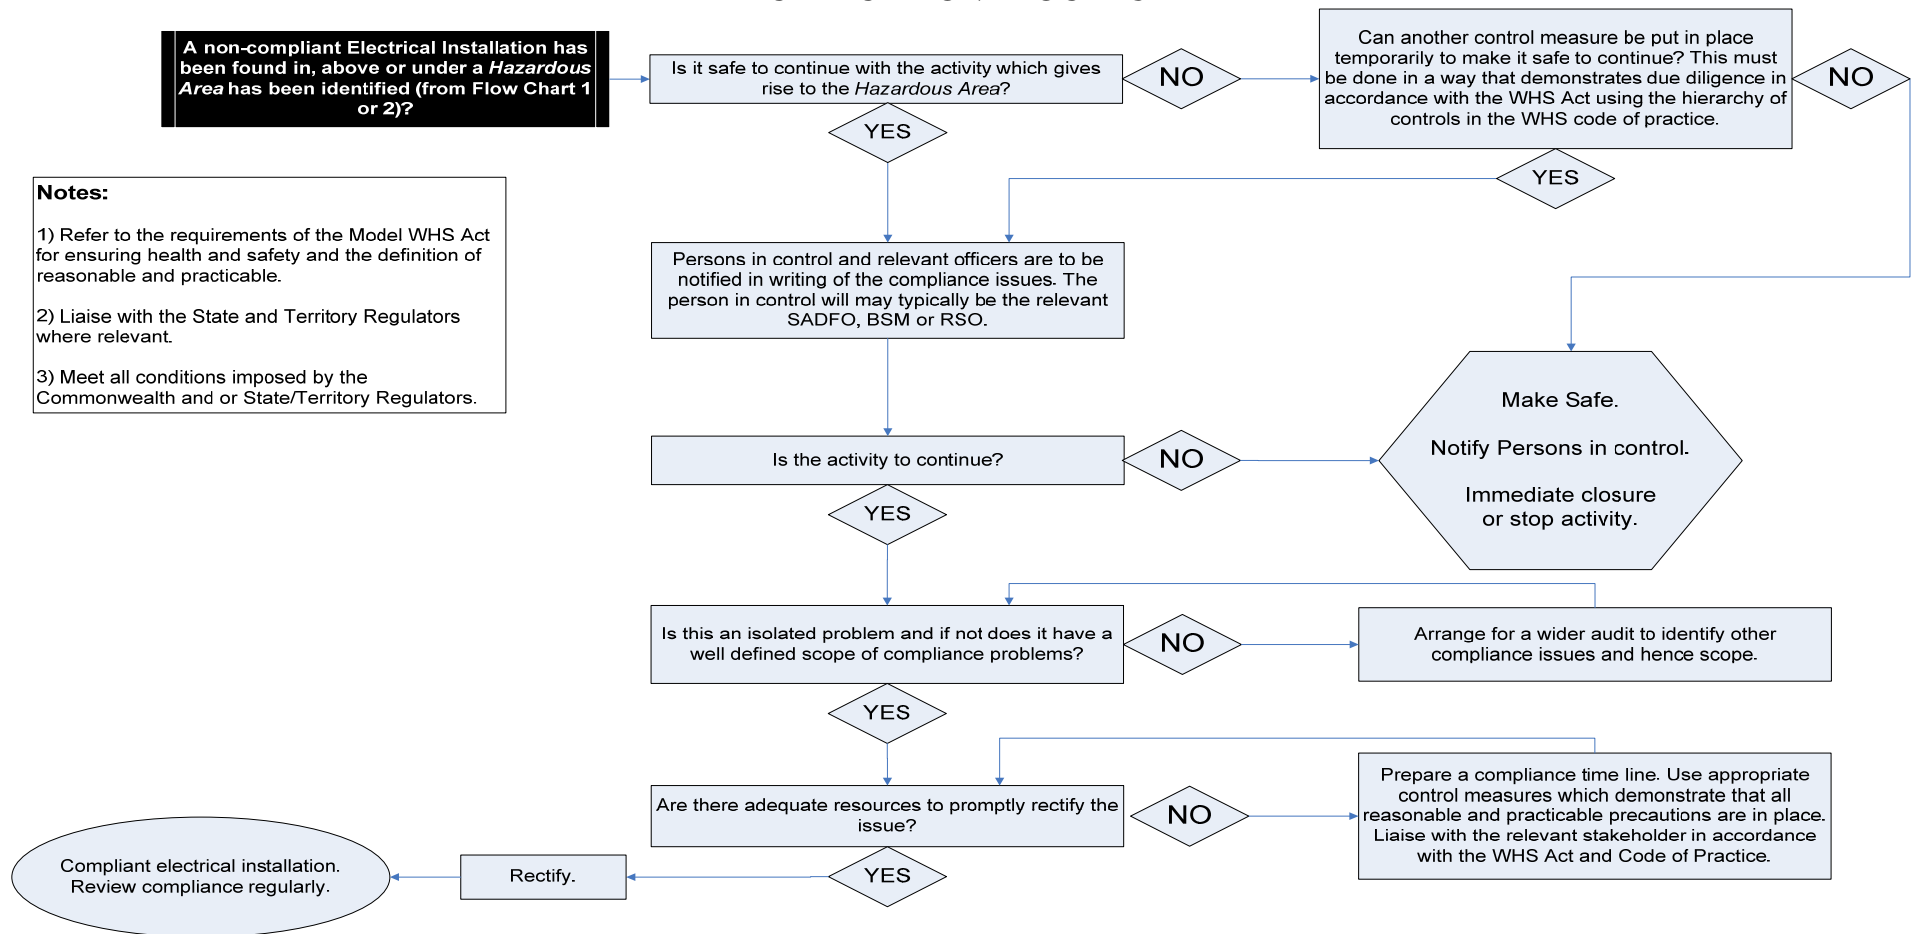 A non-compliant Electrical Installation has
been found in, above or under a Hazardous
Area has been identified (from Flow Chart 1
or 2)?
Is it safe to continue with the activity which gives
rise to the Hazardous Area?
NO
Can another control measure be put in place
temporarily to make it safe to continue? This must
be done in a way that demonstrates due diligence in
accordance with the WHS Act using the hierarchy of
controls in the WHS code of practice.
NO
YES
YES
Notes:
1) Refer to the requirements of the Model WHS Act
for ensuring health and safety and the definition of
reasonable and practicable.
2) Liaise with the State and Territory Regulators
where relevant.
3) Meet all conditions imposed by the
Commonwealth and or State/Territory Regulators.
Persons in control and relevant officers are to be
notified in writing of the compliance issues. The
person in control will may typically be the relevant
SADFO, BSM or RSO.
Is the activity to continue?
NO
Make Safe.
Notify Persons in control.
Immediate closure
or stop activity.
YES
Is this an isolated problem and if not does it have a
well defined scope of compliance problems?
NO
Arrange for a wider audit to identify other
compliance issues and hence scope.
YES
Are there adequate resources to promptly rectify the
issue?
NO
Prepare a compliance time line. Use appropriate
control measures which demonstrate that all
reasonable and practicable precautions are in place.
Liaise with the relevant stakeholder in accordance
with the WHS Act and Code of Practice.
YES
Rectify.
Compliant electrical installation.
Review compliance regularly.